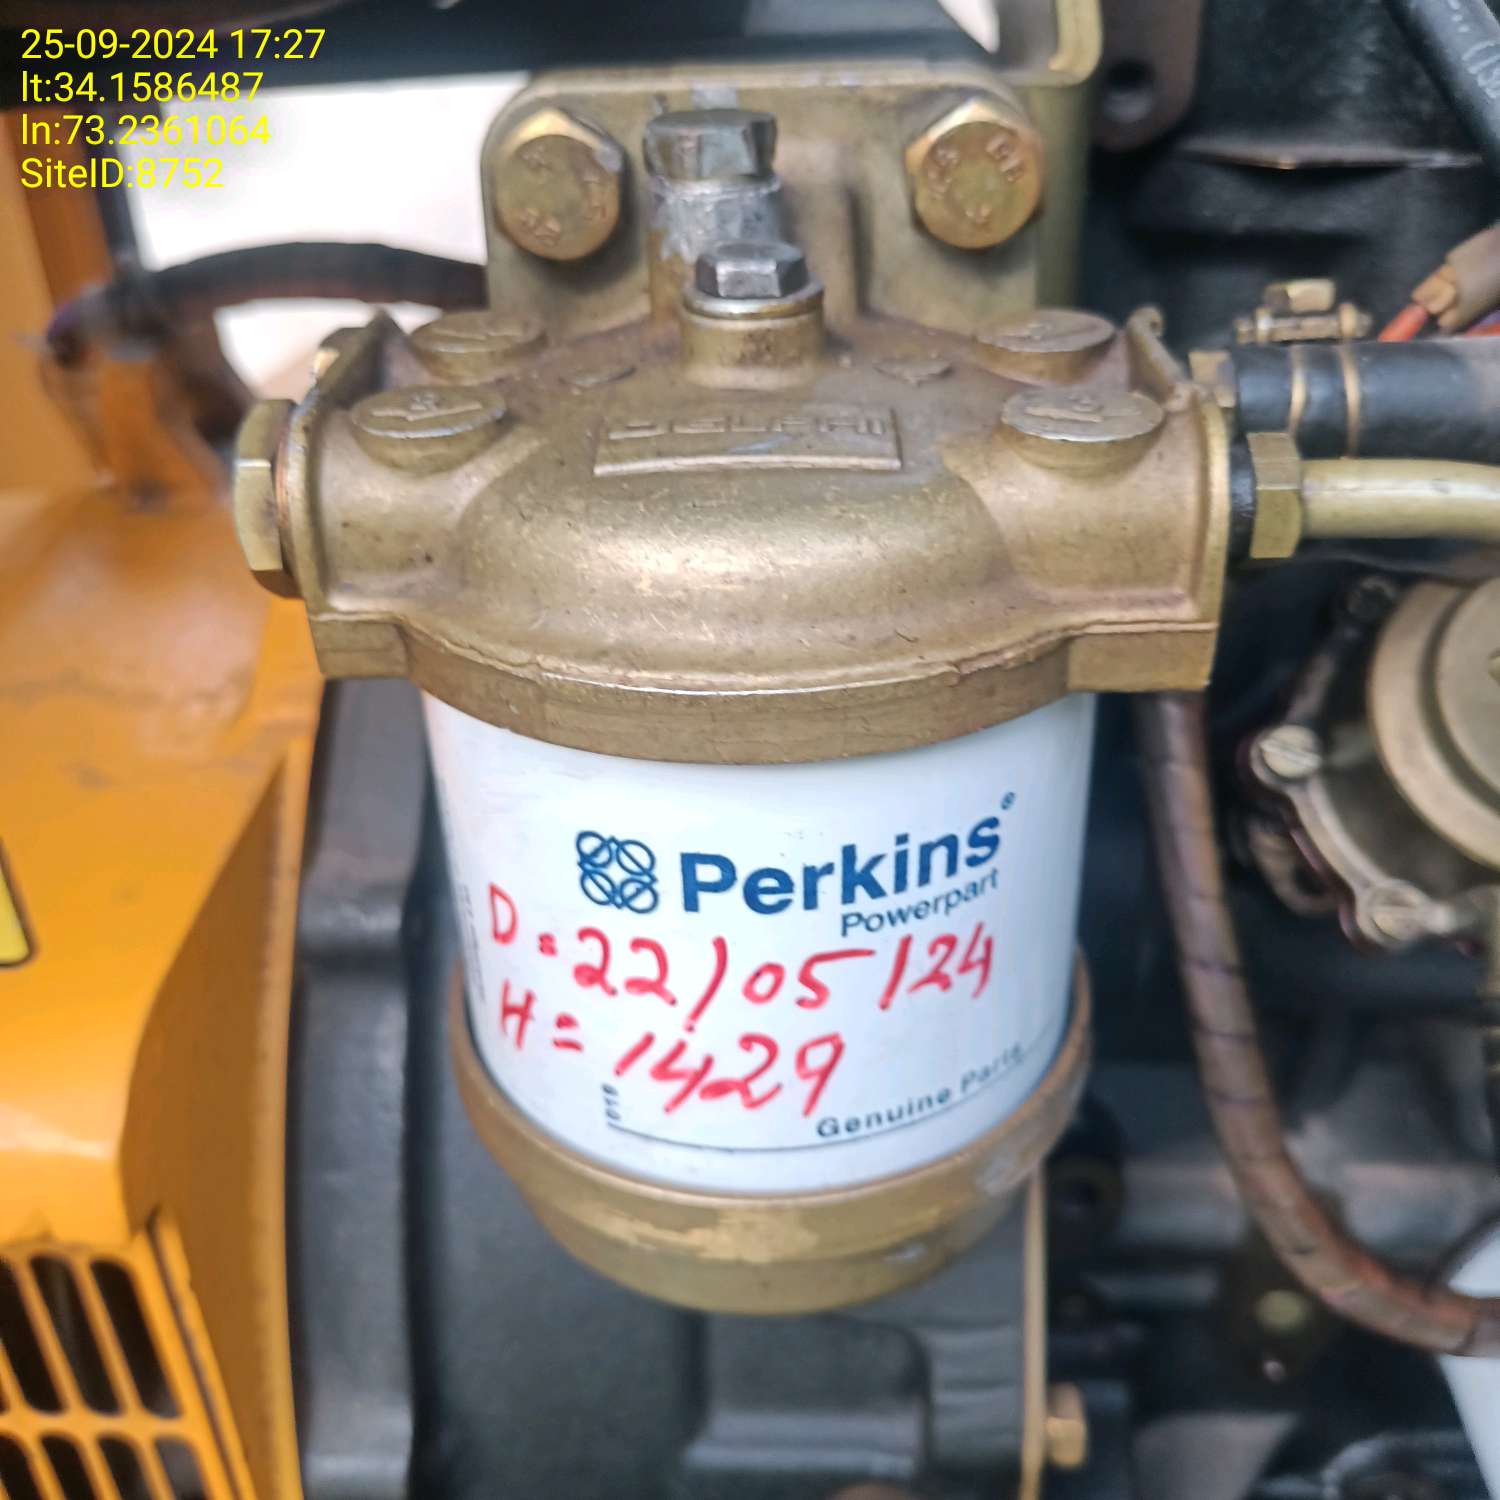 25-09-2024 17:27
lt:34.1586487
ln:73.2361064
SiteID:8752
DELPHI
Perkins®
Powerpart
D=22/05/24
H=1429
Genuine Parts